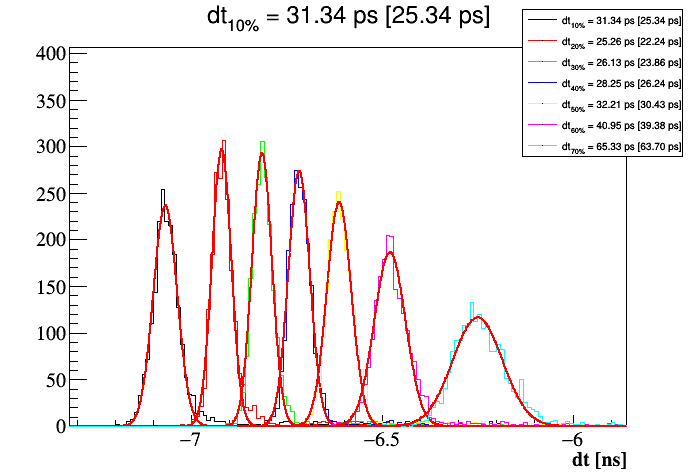 dt10% = 31.34 ps [25.34 ps]
dt10% = 31.34 ps [25.34 ps]
dt20% = 25.26 ps [22.24 ps]
dt30% = 26.13 ps [23.86 ps]
dt40% = 28.25 ps [26.24 ps]
dt50% = 32.21 ps [30.43 ps]
dt60% = 40.95 ps [39.38 ps]
dt70% = 65.33 ps [63.70 ps]
400
350
300
250
200
150
100
50
0
−7 −6.5 −6
dt [ns]